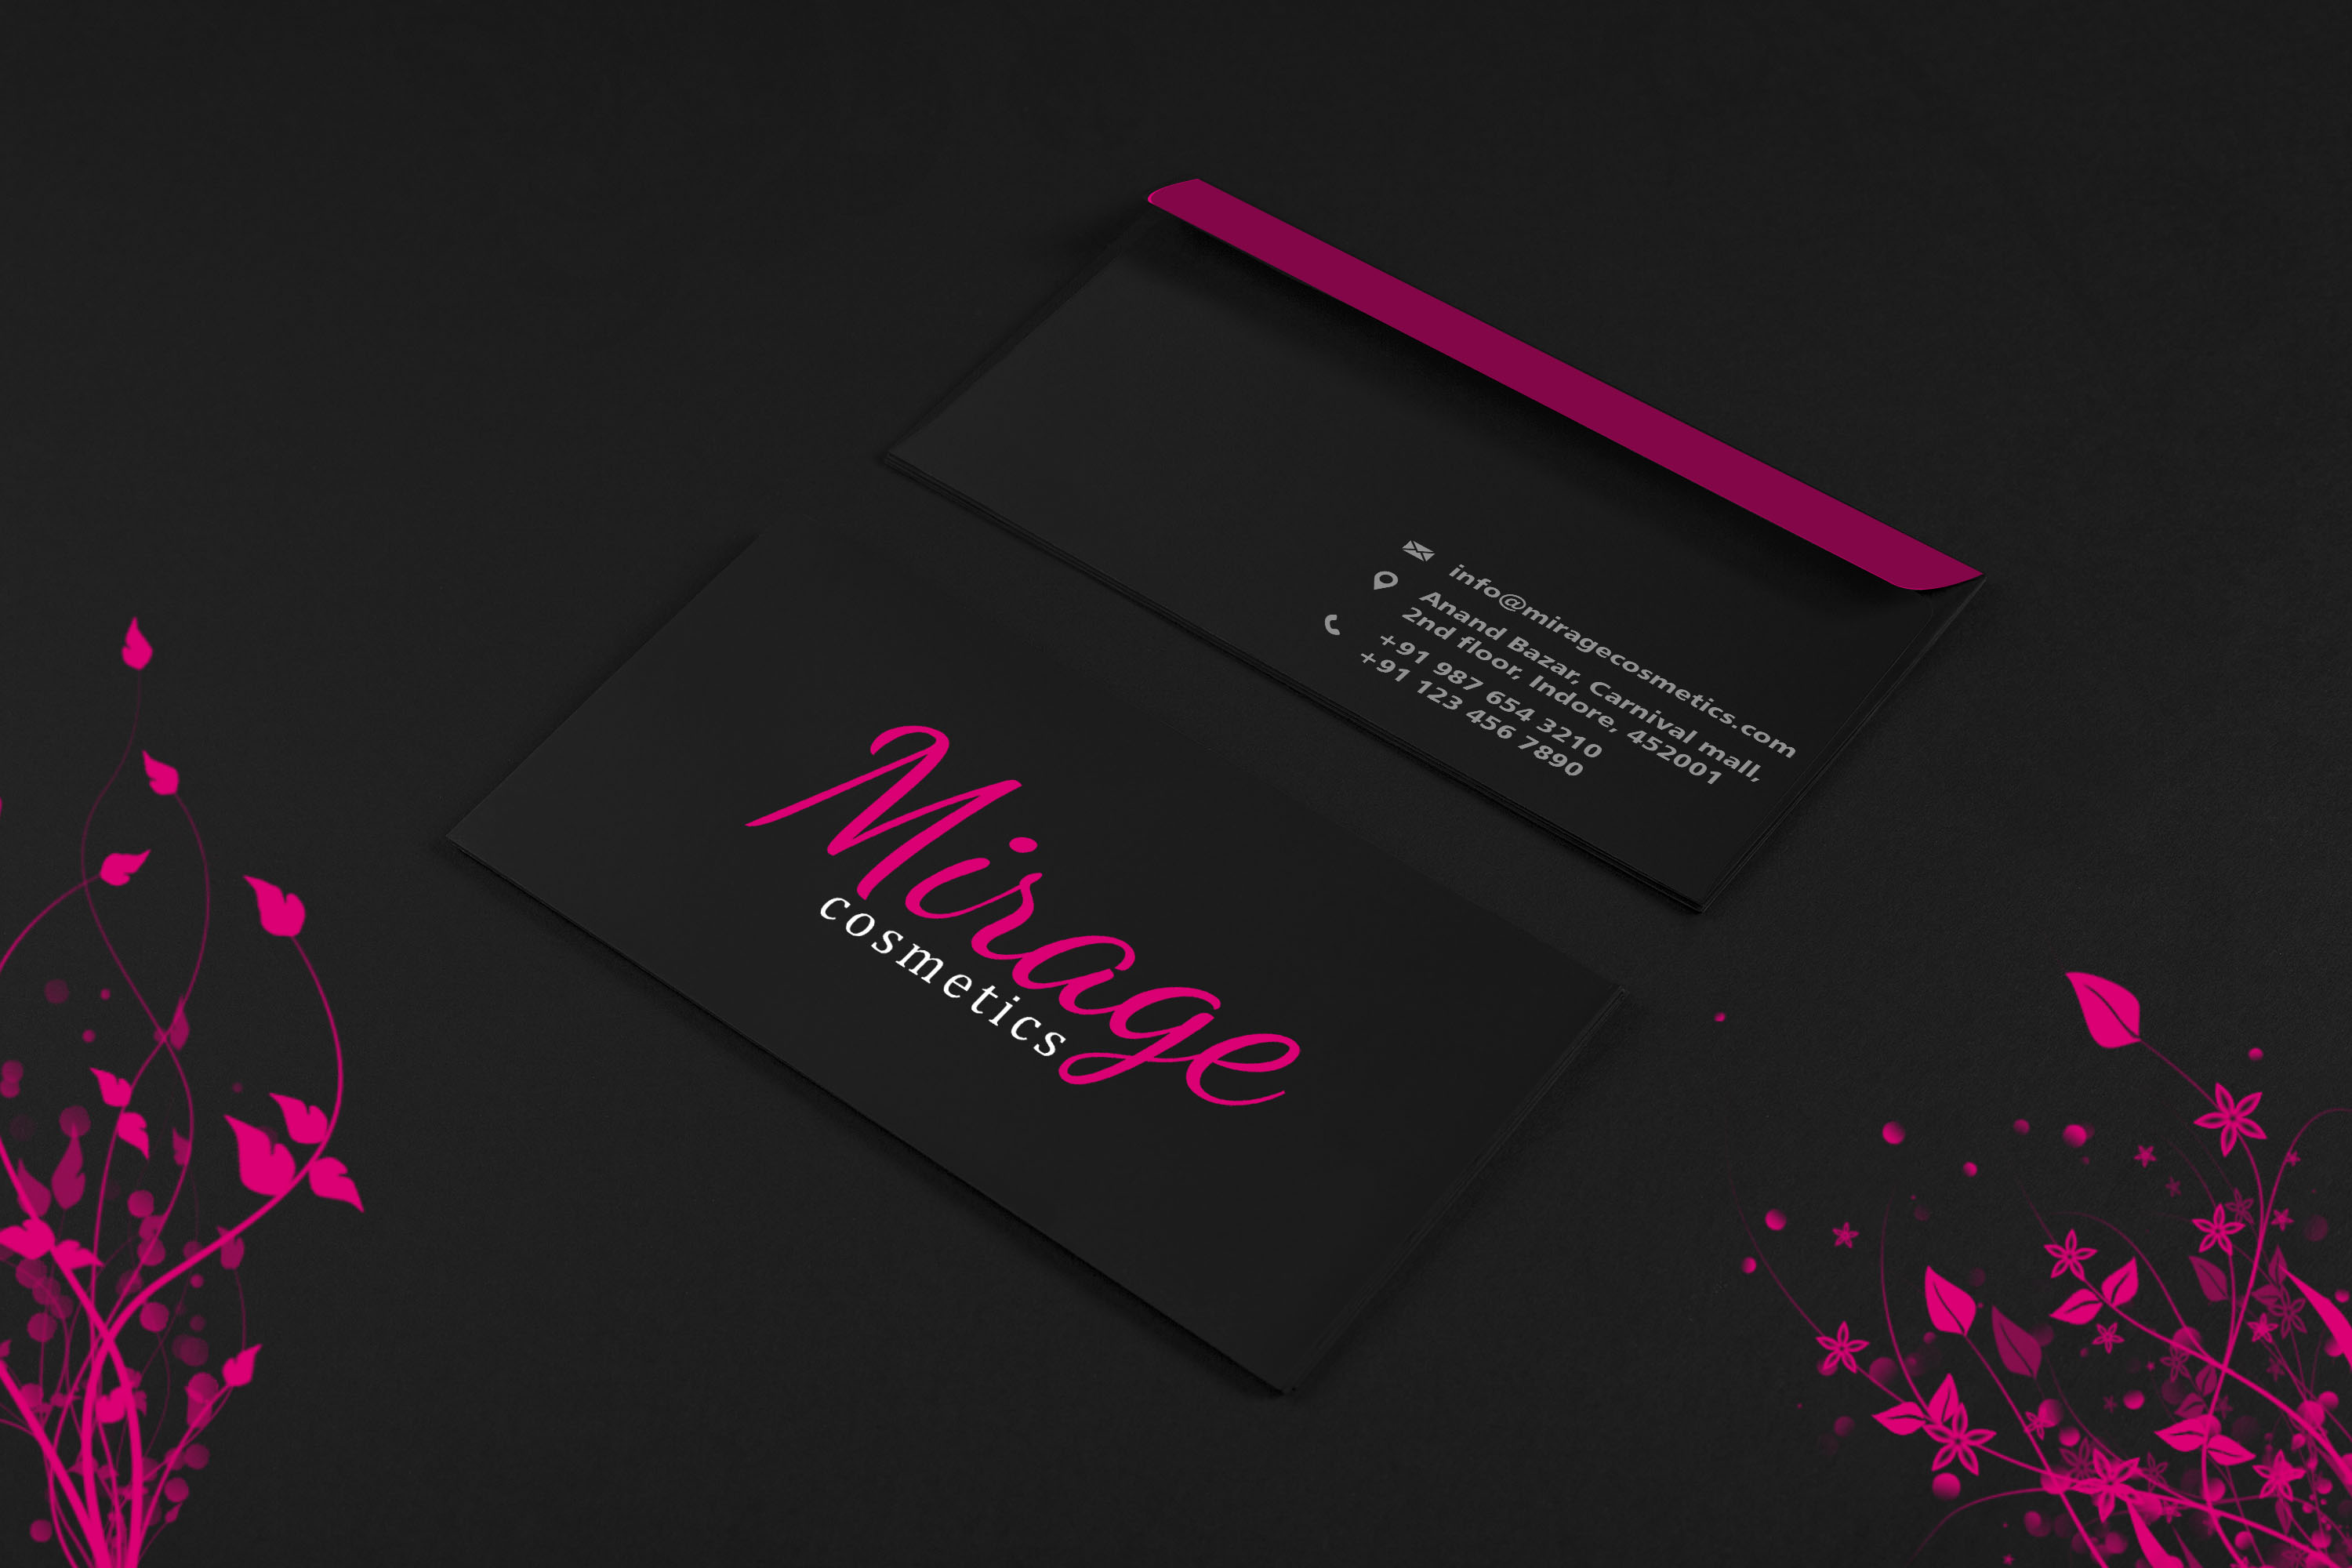 info@miragecosmetics.com
Anand Bazar, Carnival mall,
2nd floor, Indore, 452001
+91 987 654 3210
+91 123 456 7890
Mirage
cosmetics